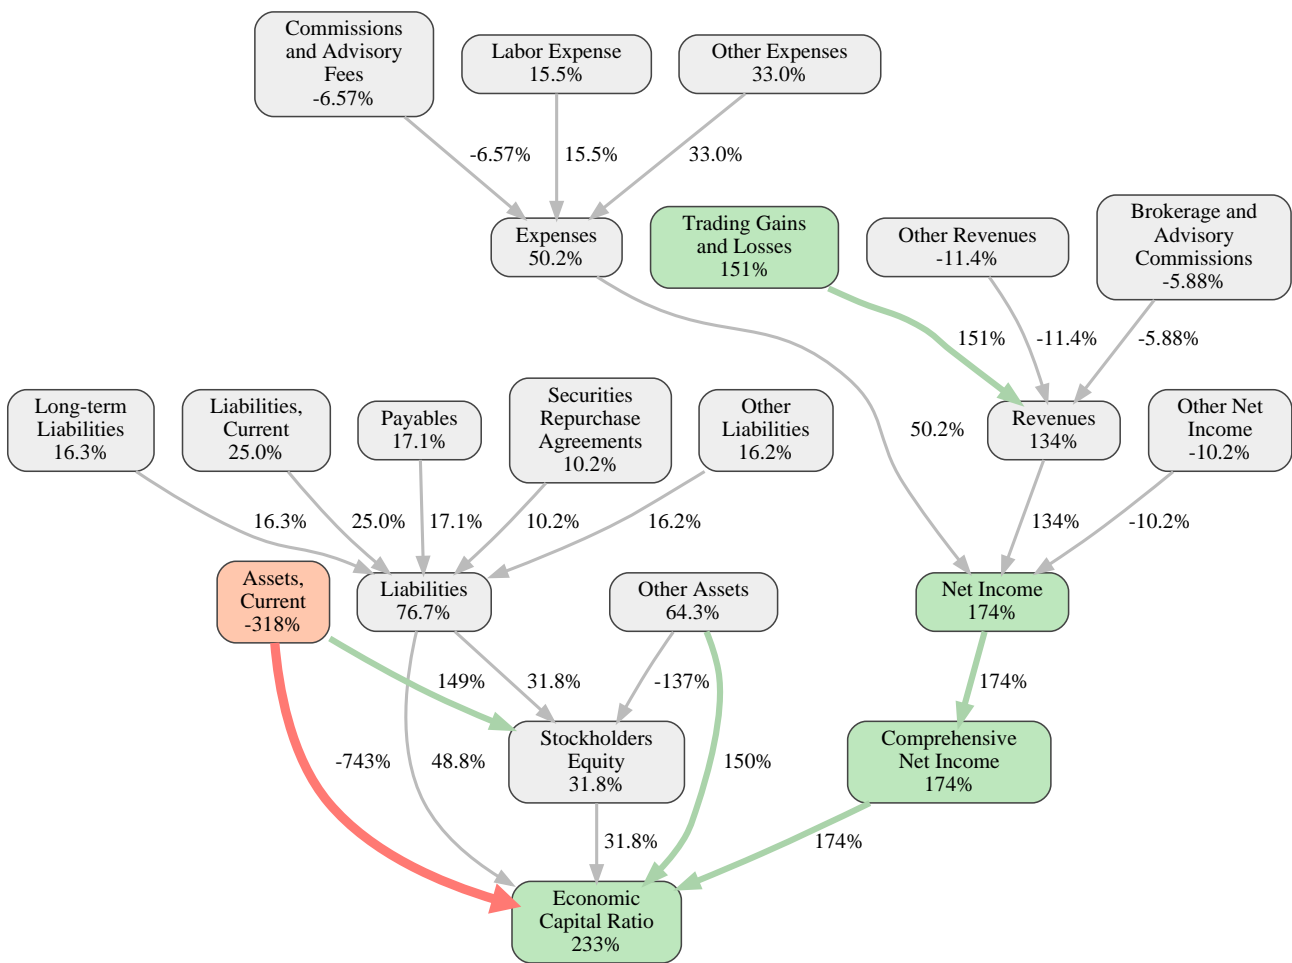 Commissions
and Advisory
Fees
-6.57%
Labor Expense
15.5%
Other Expenses
33.0%
-6.57%
15.5%
33.0%
Expenses
50.2%
Trading Gains
and Losses
151%
Other Revenues
-11.4%
Brokerage and
Advisory
Commissions
-5.88%
151%
-11.4%
-5.88%
Long-term
Liabilities
16.3%
Liabilities,
Current
25.0%
Payables
17.1%
Securities
Repurchase
Agreements
10.2%
Other
Liabilities
16.2%
50.2%
Revenues
134%
Other Net
Income
-10.2%
16.3%
25.0%
17.1%
10.2%
16.2%
134%
-10.2%
Assets,
Current
-318%
Liabilities
76.7%
Other Assets
64.3%
Net Income
174%
149%
31.8%
-137%
174%
-743%
48.8%
Stockholders
Equity
31.8%
150%
Comprehensive
Net Income
174%
31.8%
174%
Economic
Capital Ratio
233%